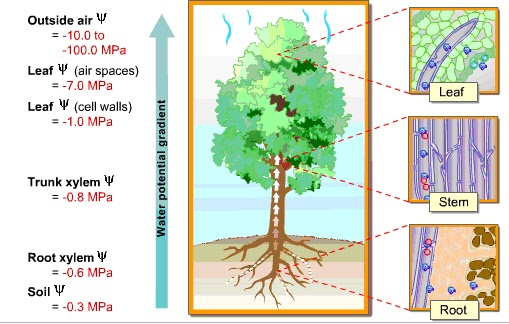 Outside air Ψ
= -10.0 to
-100.0 MPa
Leaf Ψ (air spaces)
= -7.0 MPa
Leaf Ψ (cell walls)
= -1.0 MPa
Trunk xylem Ψ
= -0.8 MPa
Root xylem Ψ
= -0.6 MPa
Soil Ψ
= -0.3 MPa
Water potential gradient
Leaf
Stem
Root